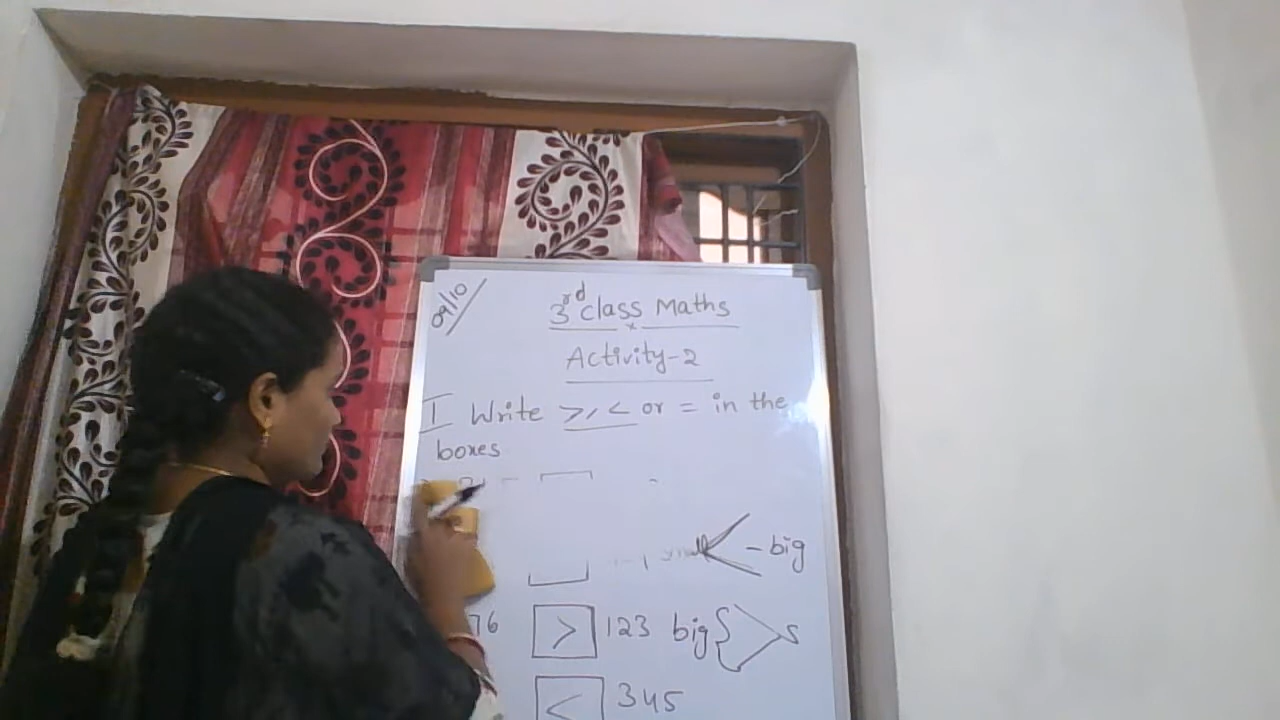 09/10
3rd class Maths
Activity-2
I Write >, < or = in the
boxes
< - big
76 > 123 big { > s
< 345